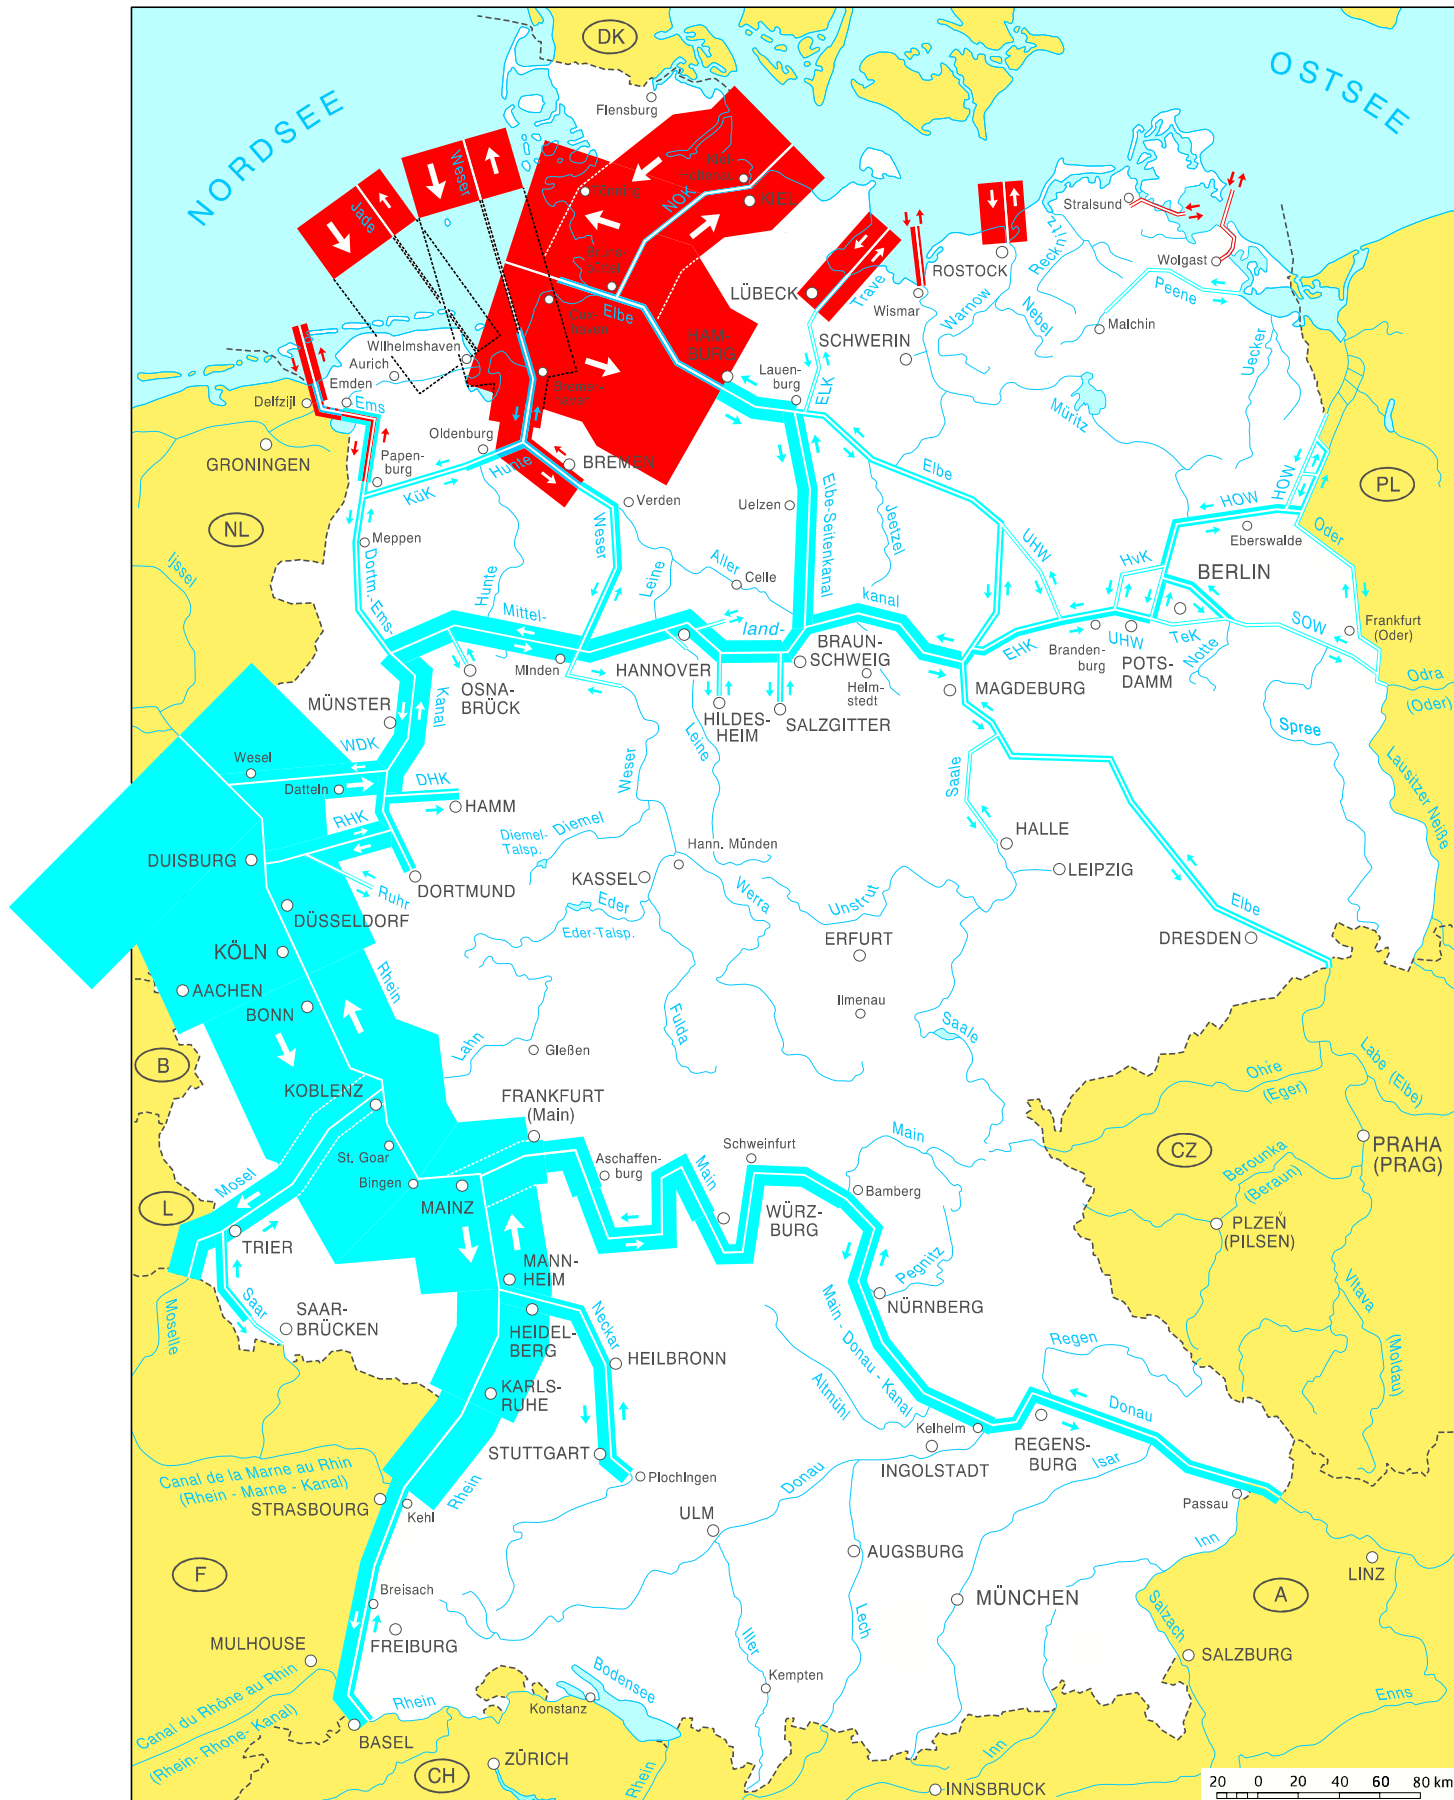 DK
OSTSEE
NORDSEE
Flensburg
Kiel-
Holtenau
Tönning
KIEL
NOK
Weser
Jade
Stralsund
Recknitz
Wolgast
ROSTOCK
Peene
LÜBECK
Trave
Wismar
Warnow
Nebel
Malchin
Bruns-
büttel
Cux-
haven
Elbe
SCHWERIN
Uecker
HAM-
BURG
Wilhelmshaven
Aurich
Emden
Delfzijl
Ems
Lauen-
burg
ELK
Müritz
Bremer-
haven
Oldenburg
GRONINGEN
Papen-
burg
Hunte
BREMEN
Elbe
PL
KüK
Verden
Uelzen
Elbe-Seitenkanal
Jeetzel
HOW
HOW
Oder
NL
Meppen
Weser
Eberswalde
UHW
HvK
BERLIN
Ijssel
Dortm.-Ems-
Kanal
Hunte
Leine
Aller
Celle
Mittel-
land-
kanal
Frankfurt
(Oder)
SOW
Branden-
burg
UHW
EHK
TeK
Notte
POTS-
DAMM
Minden
HANNOVER
BRAUN-
SCHWEIG
Helm-
stedt
MAGDEBURG
Odra
(Oder)
OSNA-
BRÜCK
MÜNSTER
HILDES-
HEIM
SALZGITTER
Leine
Spree
WDK
Wesel
Datteln
DHK
HAMM
Weser
Saale
Lausitzer Neiße
RHK
Diemel-
Talsp.
Diemel
Hann. Münden
HALLE
LEIPZIG
DUISBURG
Ruhr
DORTMUND
KASSEL
Werra
Unstrut
DÜSSELDORF
Eder
Eder-Talsp.
Elbe
DRESDEN
KÖLN
ERFURT
Rhein
AACHEN
BONN
Ilmenau
Fulda
Saale
Lahn
Gießen
B
Ohre
(Eger)
Labe (Elbe)
KOBLENZ
FRANKFURT
(Main)
Main
PRAHA
(PRAG)
CZ
Berounka
(Beraun)
St. Goar
Bingen
Aschaffen-
burg
Schweinfurt
Main
Mosel
MAINZ
Bamberg
L
TRIER
WÜRZ-
BURG
PLZEŇ
(PILSEN)
Pegnitz
MANN-
HEIM
NÜRNBERG
Saar
Moselle
SAAR-
BRÜCKEN
HEIDEL-
BERG
Neckar
HEILBRONN
Main - Donau - Kanal
Regen
Vltava
(Moldau)
KARLS-
RUHE
Altmühl
Donau
Kelheim
STUTTGART
Plochingen
INGOLSTADT
REGENS-
BURG
Isar
Canal de la Marne au Rhin
(Rhein - Marne - Kanal)
STRASBOURG
Kehl
Rhein
Donau
Passau
ULM
Inn
AUGSBURG
LINZ
F
A
Breisach
MÜNCHEN
FREIBURG
Iller
Lech
Salzach
MULHOUSE
SALZBURG
Canal du Rhône au Rhin
(Rhein- Rhone- Kanal)
Rhein
Bodensee
Kempten
Konstanz
Enns
BASEL
ZÜRICH
CH
Rhein
Inn
INNSBRUCK
20 0 20 40 60 80 km